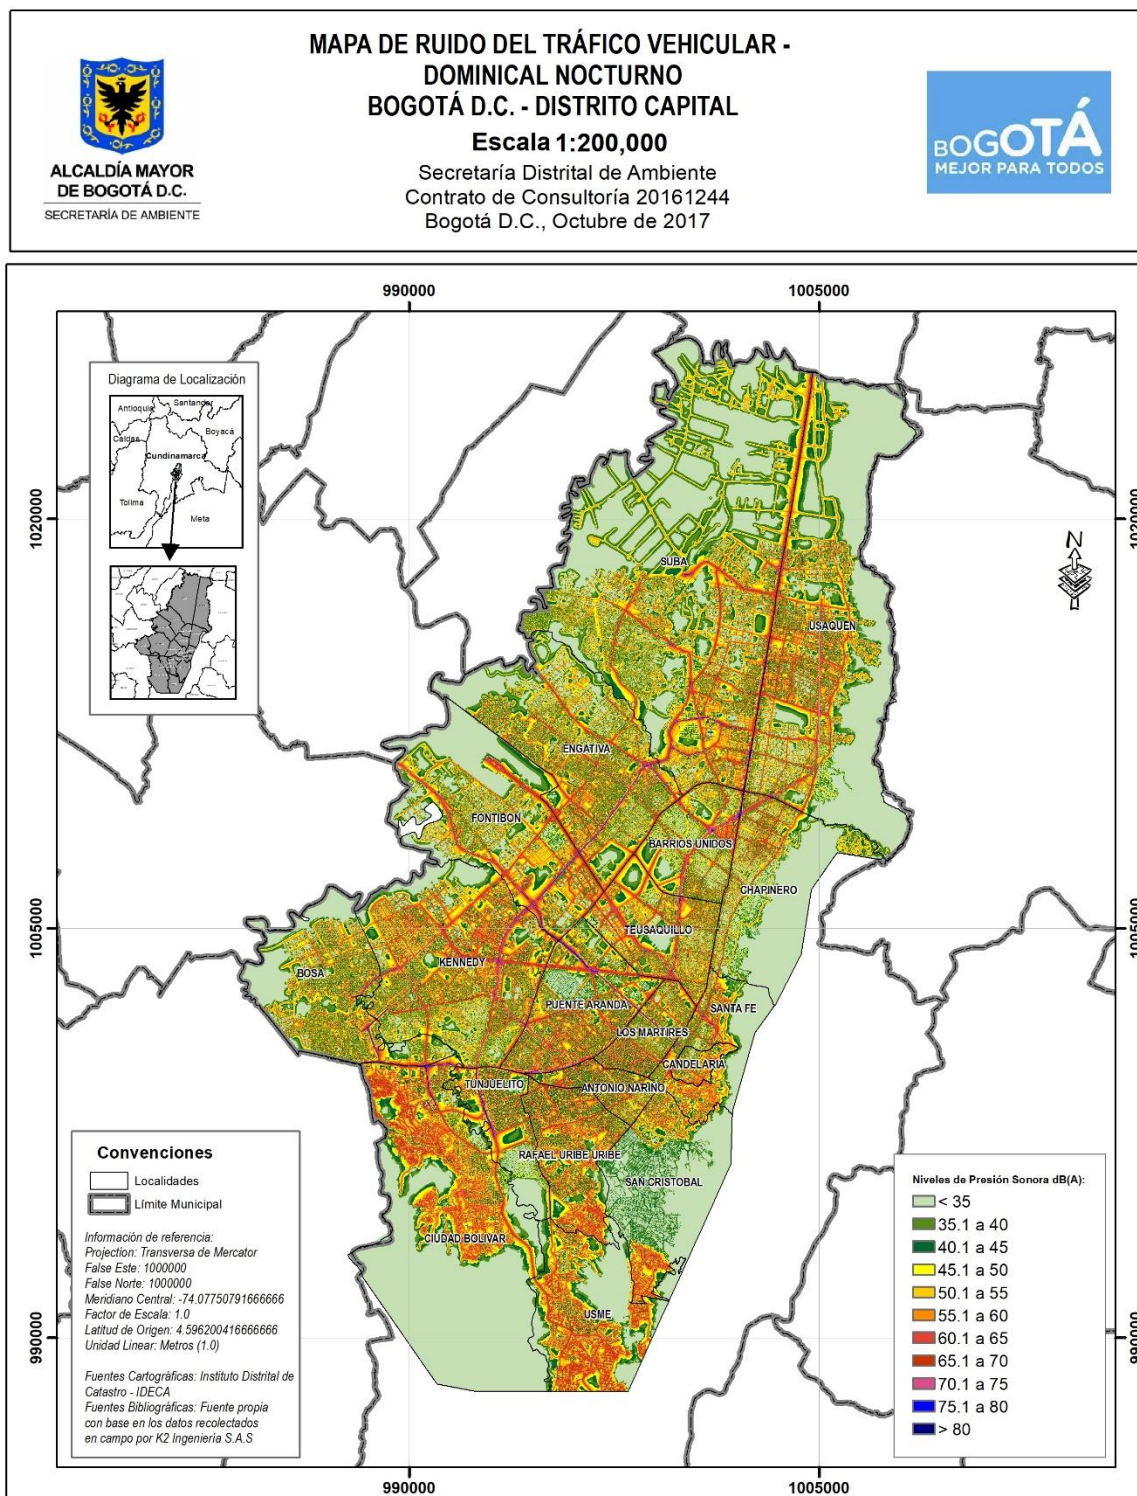 MAPA DE RUIDO DEL TRÁFICO VEHICULAR -
DOMINICAL NOCTURNO
BOGOTÁ D.C. - DISTRITO CAPITAL
Escala 1:200,000
Secretaría Distrital de Ambiente
Contrato de Consultoría 20161244
Bogotá D.C., Octubre de 2017
ALCALDÍA MAYOR
DE BOGOTÁ D.C.
SECRETARÍA DE AMBIENTE
BOGOTÁ
MEJOR PARA TODOS
990000
1005000
Diagrama de Localización
Antioquia
Santander
Boyacá
Caldas
Cundinamarca
Tolima
Meta
1020000
1020000
N
SUBA
USAQUEN
ENGATIVA
FONTIBON
BARRIOS UNIDOS
CHAPINERO
1005000
1005000
TEUSAQUILLO
KENNEDY
BOSA
PUENTE ARANDA
SANTA FE
LOS MARTIRES
CANDELARIA
TUNJUELITO
ANTONIO NARIÑO
RAFAEL URIBE URIBE
SAN CRISTOBAL
CIUDAD BOLIVAR
USME
990000
990000
Convenciones
Localidades
Límite Municipal
Información de referencia:
Projection: Transversa de Mercator
False Este: 1000000
False Norte: 1000000
Meridiano Central: -74.07750791666666
Factor de Escala: 1.0
Latitud de Origen: 4.596200416666666
Unidad Linear: Metros (1.0)
Fuentes Cartográficas: Instituto Distrital de
Catastro - IDECA
Fuentes Bibliográficas: Fuente propia
con base en los datos recolectados
en campo por K2 Ingeniería S.A.S
Niveles de Presión Sonora dB(A):
< 35
35.1 a 40
40.1 a 45
45.1 a 50
50.1 a 55
55.1 a 60
60.1 a 65
65.1 a 70
70.1 a 75
75.1 a 80
> 80
990000
1005000